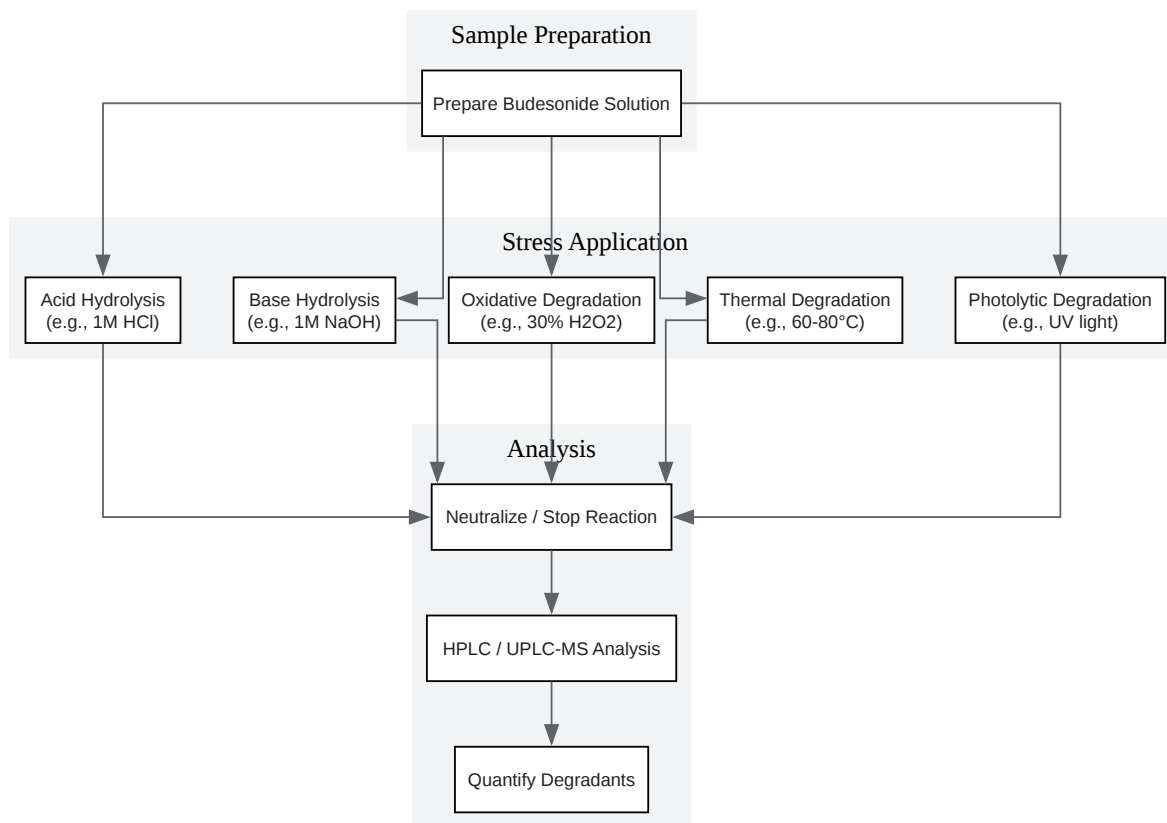 Sample Preparation
Prepare Budesonide Solution
Stress Application
Acid Hydrolysis
(e.g., 1M HCl)
Base Hydrolysis
(e.g., 1M NaOH)
Oxidative Degradation
(e.g., 30% H2O2)
Thermal Degradation
(e.g., 60-80°C)
Photolytic Degradation
(e.g., UV light)
Analysis
Neutralize / Stop Reaction
HPLC / UPLC-MS Analysis
Quantify Degradants